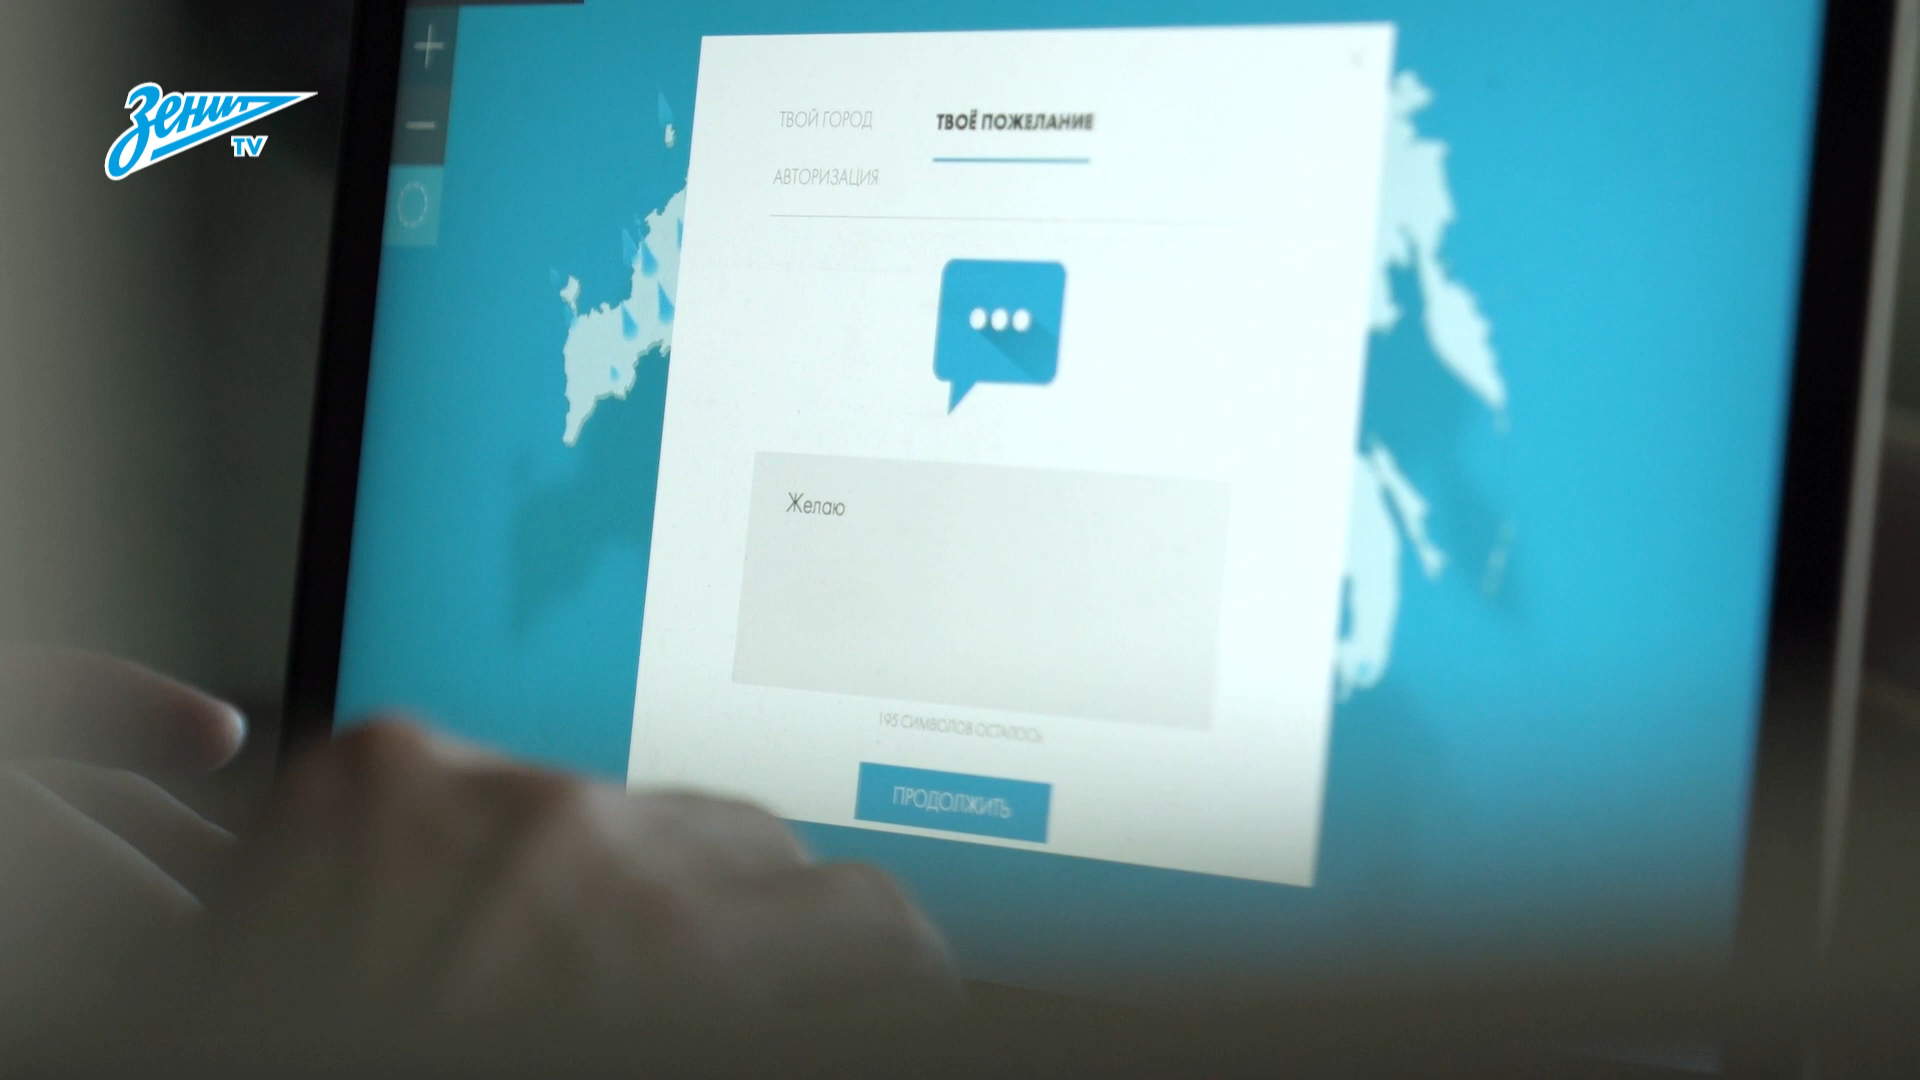 Зенит
TV
ТВОЙ ГОРОД
ТВОЁ ПОЖЕЛАНИЕ
АВТОРИЗАЦИЯ
Желаю
195 СИМВОЛОВ ОСТАЛОСЬ
ПРОДОЛЖИТЬ